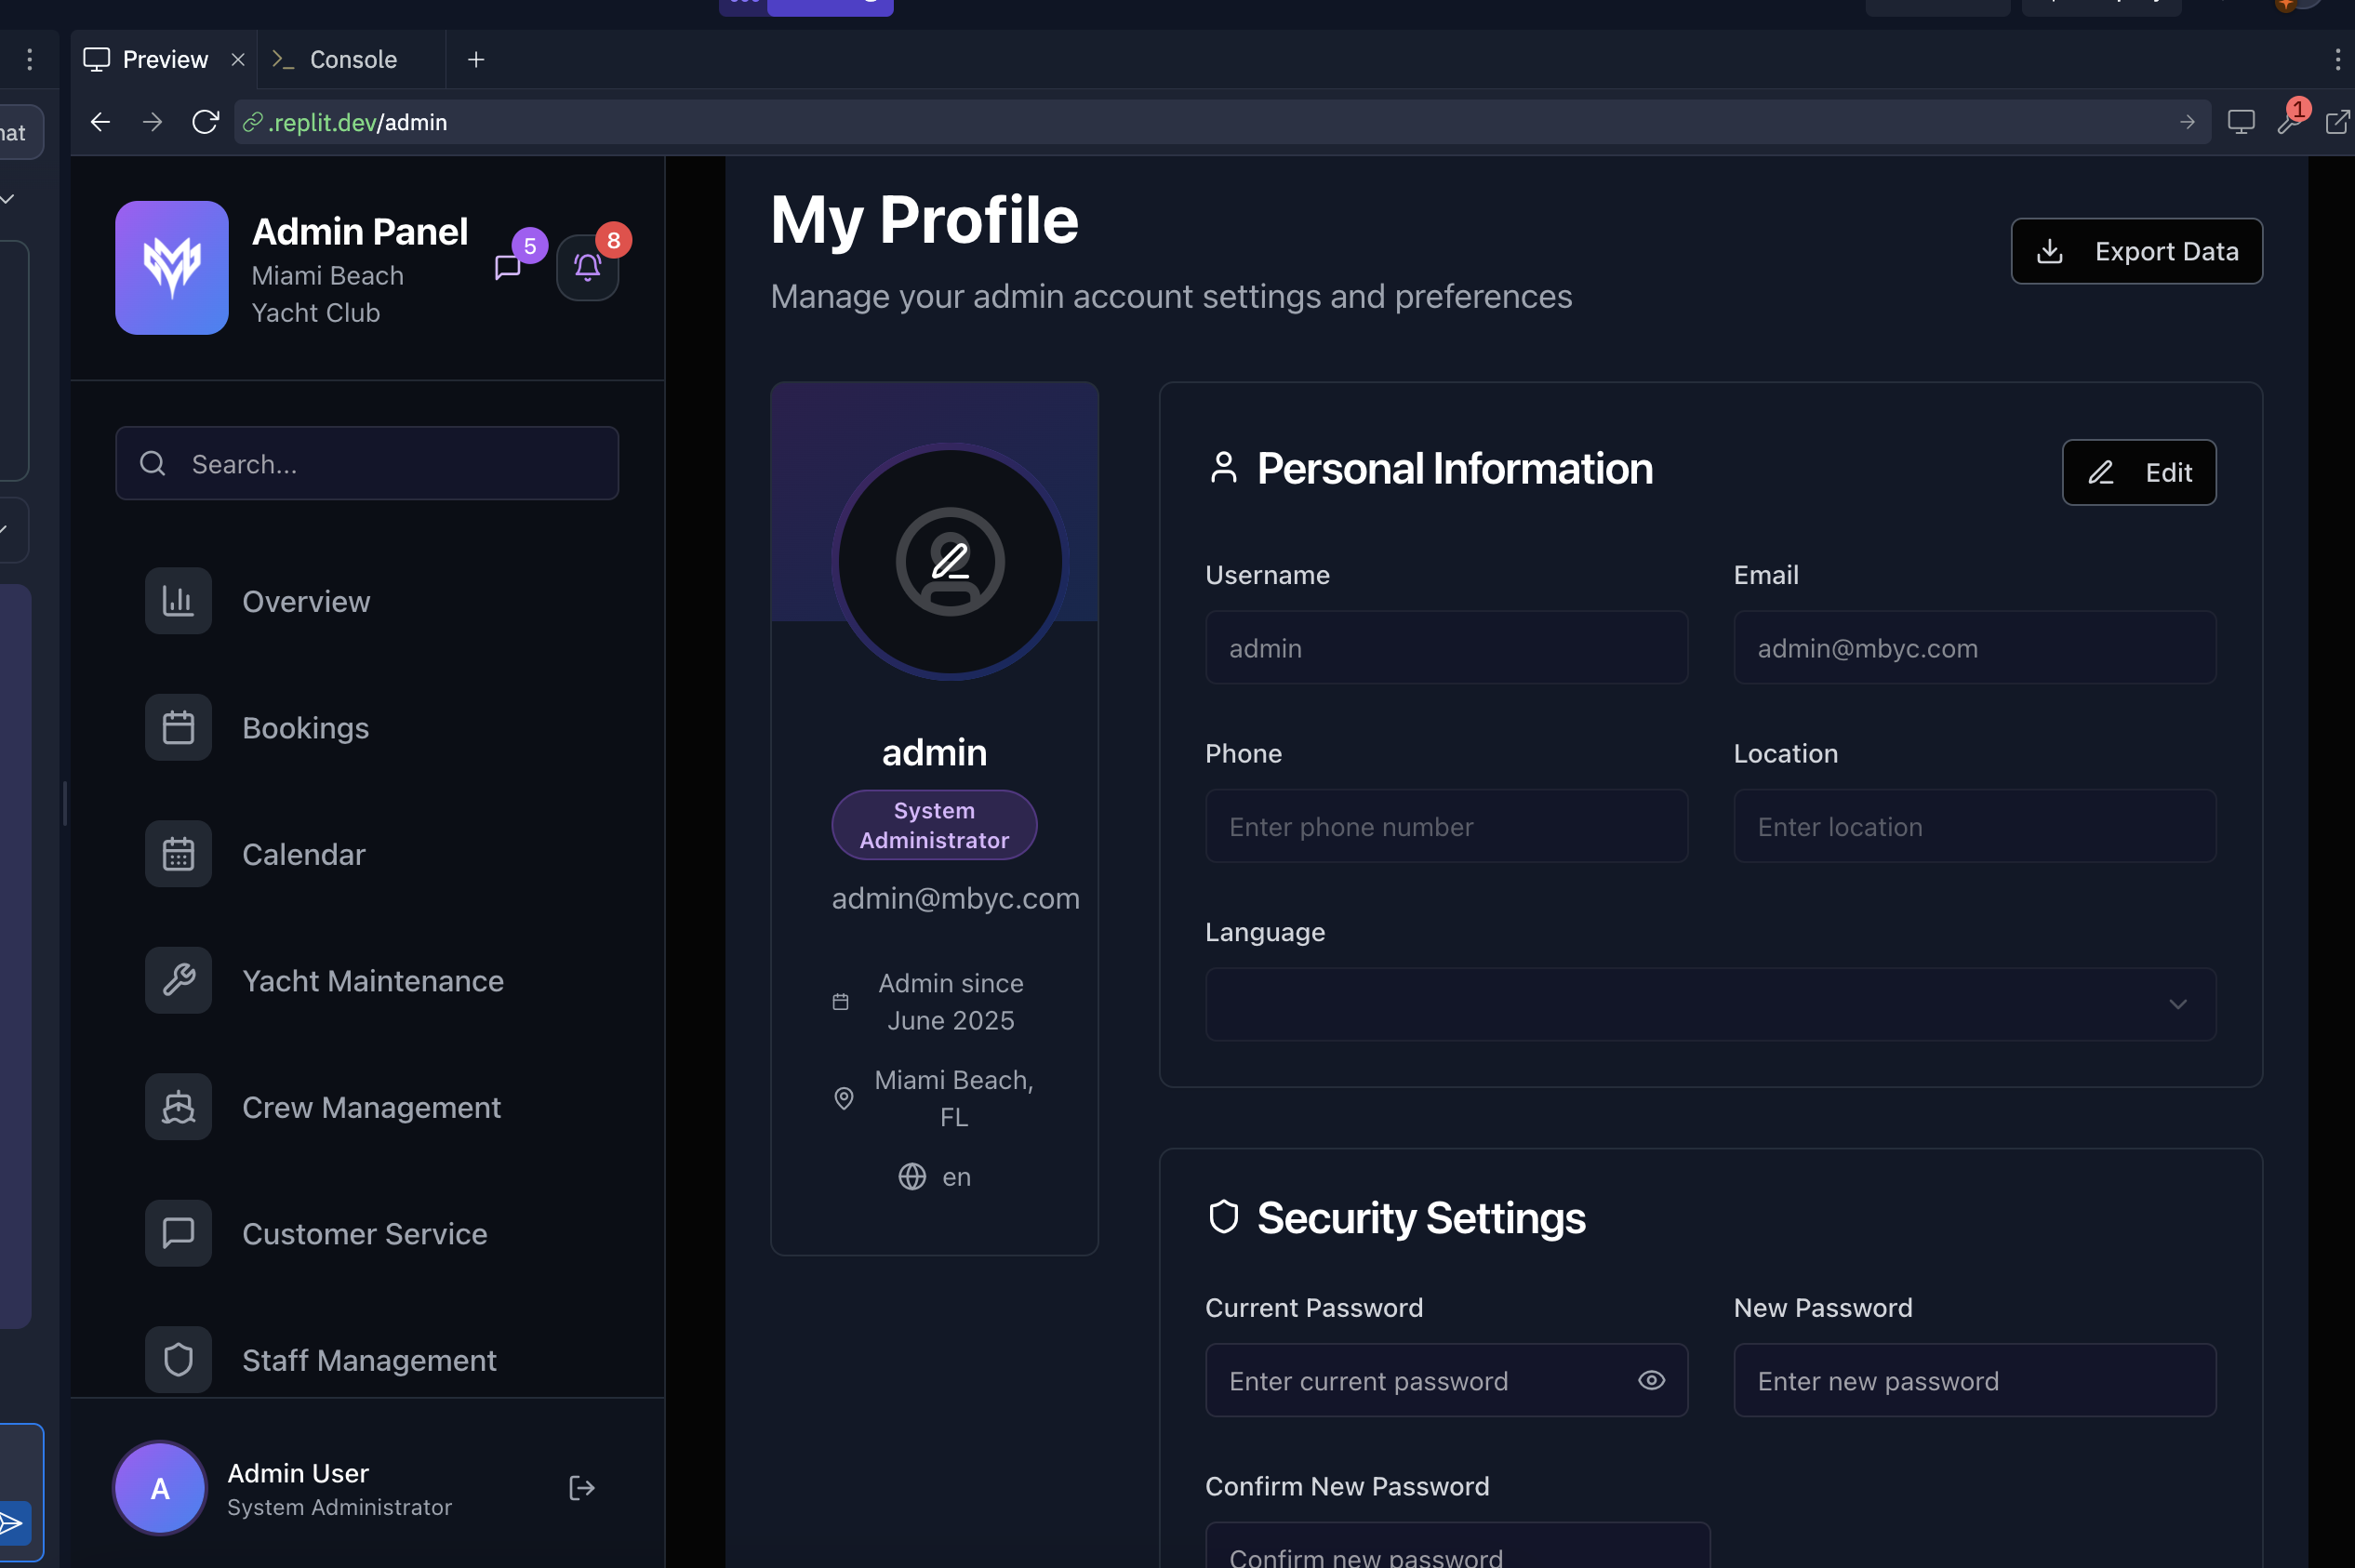 Preview
Console
hat
.replit.dev/admin
1
Admin Panel
Miami Beach
Yacht Club
5
8
Search...
Overview
Bookings
Calendar
Yacht Maintenance
Crew Management
Customer Service
Staff Management
A
Admin User
System Administrator
My Profile
Manage your admin account settings and preferences
Export Data
admin
System
Administrator
admin@mbyc.com
Admin since
June 2025
Miami Beach,
FL
en
Personal Information
Edit
Username
Email
admin
admin@mbyc.com
Phone
Location
Enter phone number
Enter location
Language
Security Settings
Current Password
New Password
Enter current password
Enter new password
Confirm New Password
Confirm new password